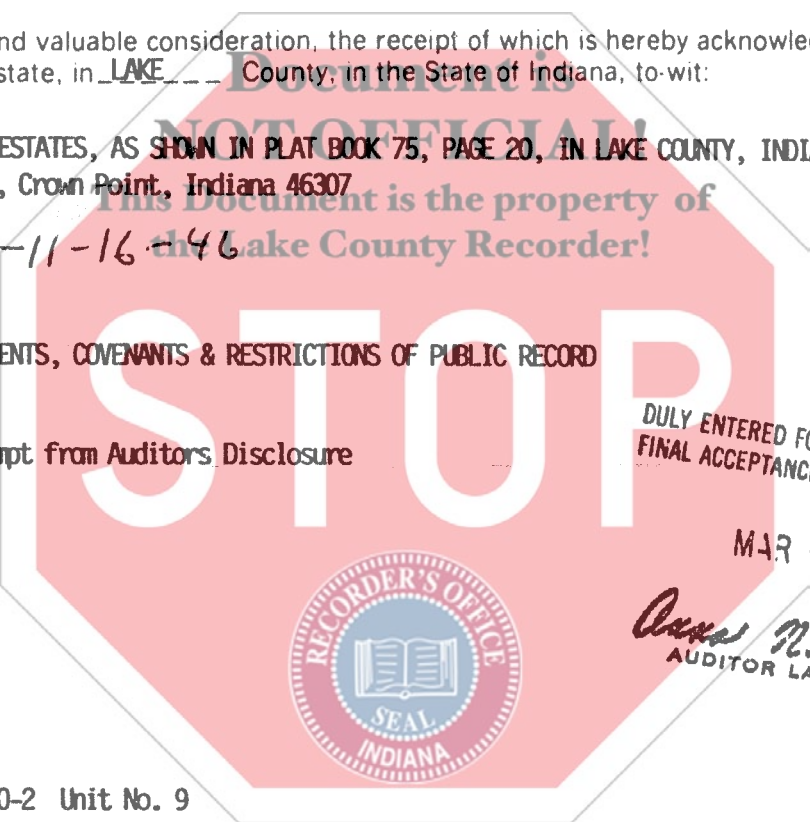 nd valuable consideration, the receipt of which is hereby acknowle
state, in LAKE County, in the State of Indiana, to-wit:
Document is
NOT OFFICIAL!
ESTATES, AS SHOWN IN PLAT BOOK 75, PAGE 20, IN LAKE COUNTY, INDIA
, Crown Point, Indiana 46307
This Document is the property of
the Lake County Recorder!
-11-16-46
STOP
ENTS, COVENANTS & RESTRICTIONS OF PUBLIC RECORD
mpt from Auditors Disclosure
DULY ENTERED FO
FINAL ACCEPTANC
MAR
AUDITOR LA
RECORDER'S OFFICE
SEAL
INDIANA
0-2 Unit No. 9